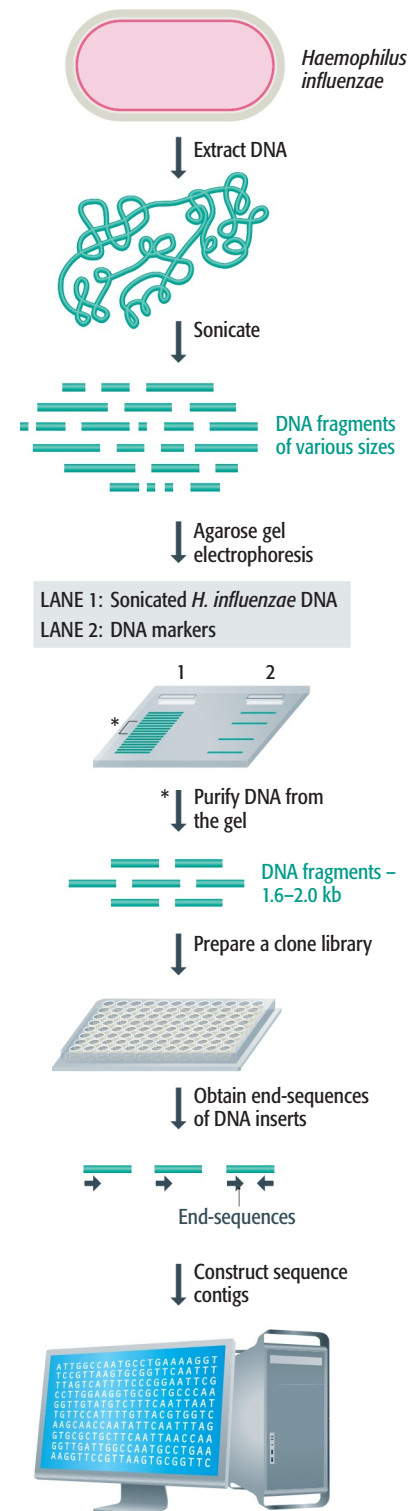 Haemophilus
influenzae
Extract DNA
Sonicate
DNA fragments
of various sizes
Agarose gel
electrophoresis
LANE 1: Sonicated H. influenzae DNA
LANE 2: DNA markers
1 2
*
* Purify DNA from
the gel
DNA fragments –
1.6–2.0 kb
Prepare a clone library
Obtain end-sequences
of DNA inserts
End-sequences
Construct sequence
contigs
ATTGGCCAATGCCTGAAAAGGT
TCCGTTAAGTGCGGTTCAATTT
TTAGTCATTTTCCCGGAATTCG
CCTTGGAAGGTGCGCTGCCCAA
GGTTGTATGTCTTTCAATTAAT
TGTTCCATTTTGTTACGTGGTC
AAGCAACCAATATTCAATTTAG
GTGCGCTGCTTCAATTAACCAA
GGTTGATTGGCCAATGCCTGAA
AAGGTTCCGTTAAGTGCGGTTC